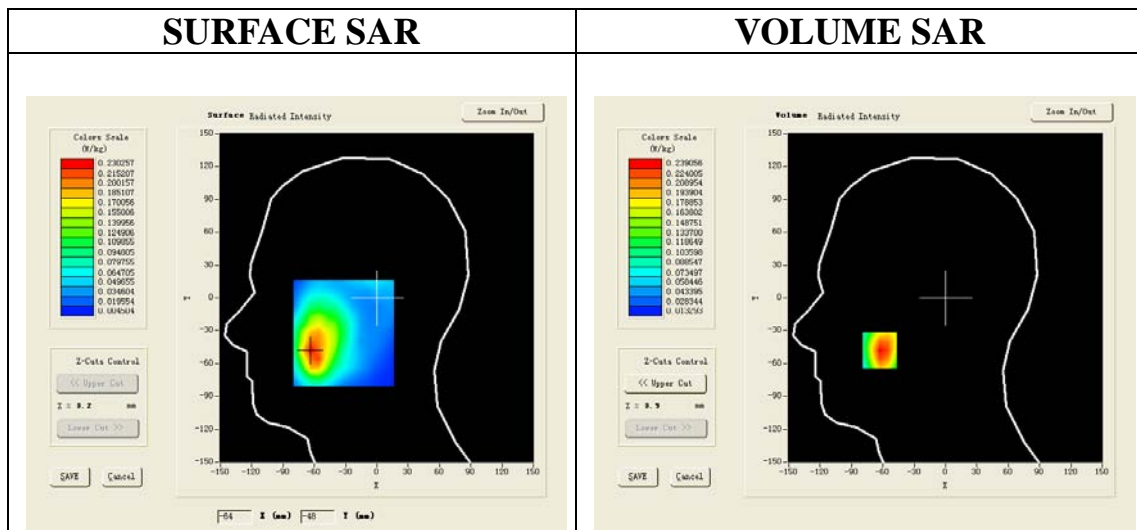 SURFACE SAR
VOLUME SAR
Surface Radiated Intensity
Zoom In/Out
Colors Scale
(W/kg)
0.230257
0.215207
0.200157
0.185107
0.170056
0.155006
0.139956
0.124906
0.109855
0.094805
0.079755
0.064705
0.049655
0.034604
0.019554
0.004504
150
120
90
60
30
0
-30
-60
-90
-120
-150
Y
-150 -120 -90 -60 -30 0 30 60 90 120 150
X
Z-Cuts Control
<< Upper Cut
mm
Lower Cut >>
SAVE Cancel
-64 X (mm) -48 Y (mm)
Volume Radiated Intensity
Zoom In/Out
Colors Scale
(W/kg)
0.239056
0.224005
0.208954
0.193904
0.178853
0.163802
0.148751
0.133700
0.118649
0.103598
0.088547
0.073497
0.058446
0.043395
0.028344
0.013293
150
120
90
60
30
0
-30
-60
-90
-120
-150
Y
-150 -120 -90 -60 -30 0 30 60 90 120 150
X
Z-Cuts Control
<< Upper Cut
mm
Lower Cut >>
SAVE Cancel